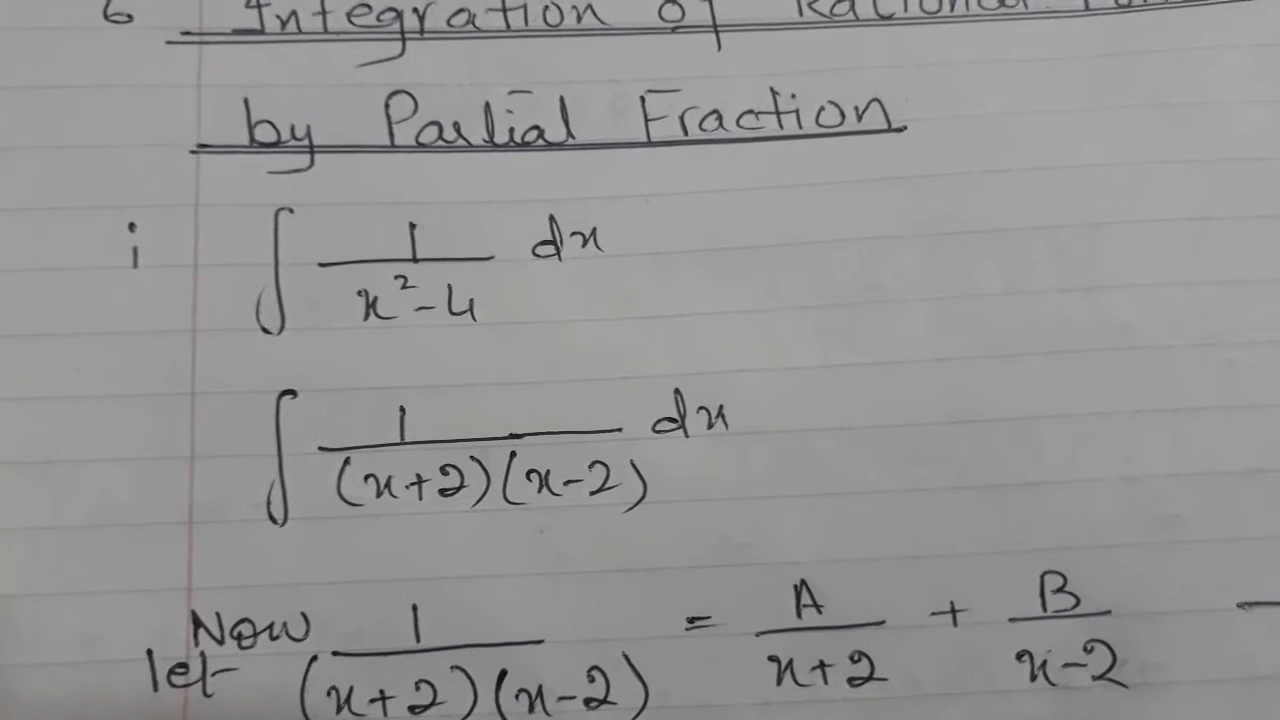 6 Integration of Rational
by Partial Fraction
i ∫ 1/(x²-4) dx
∫ 1/((x+2)(x-2)) dx
Now let 1/((x+2)(x-2)) = A/(x+2) + B/(x-2) —